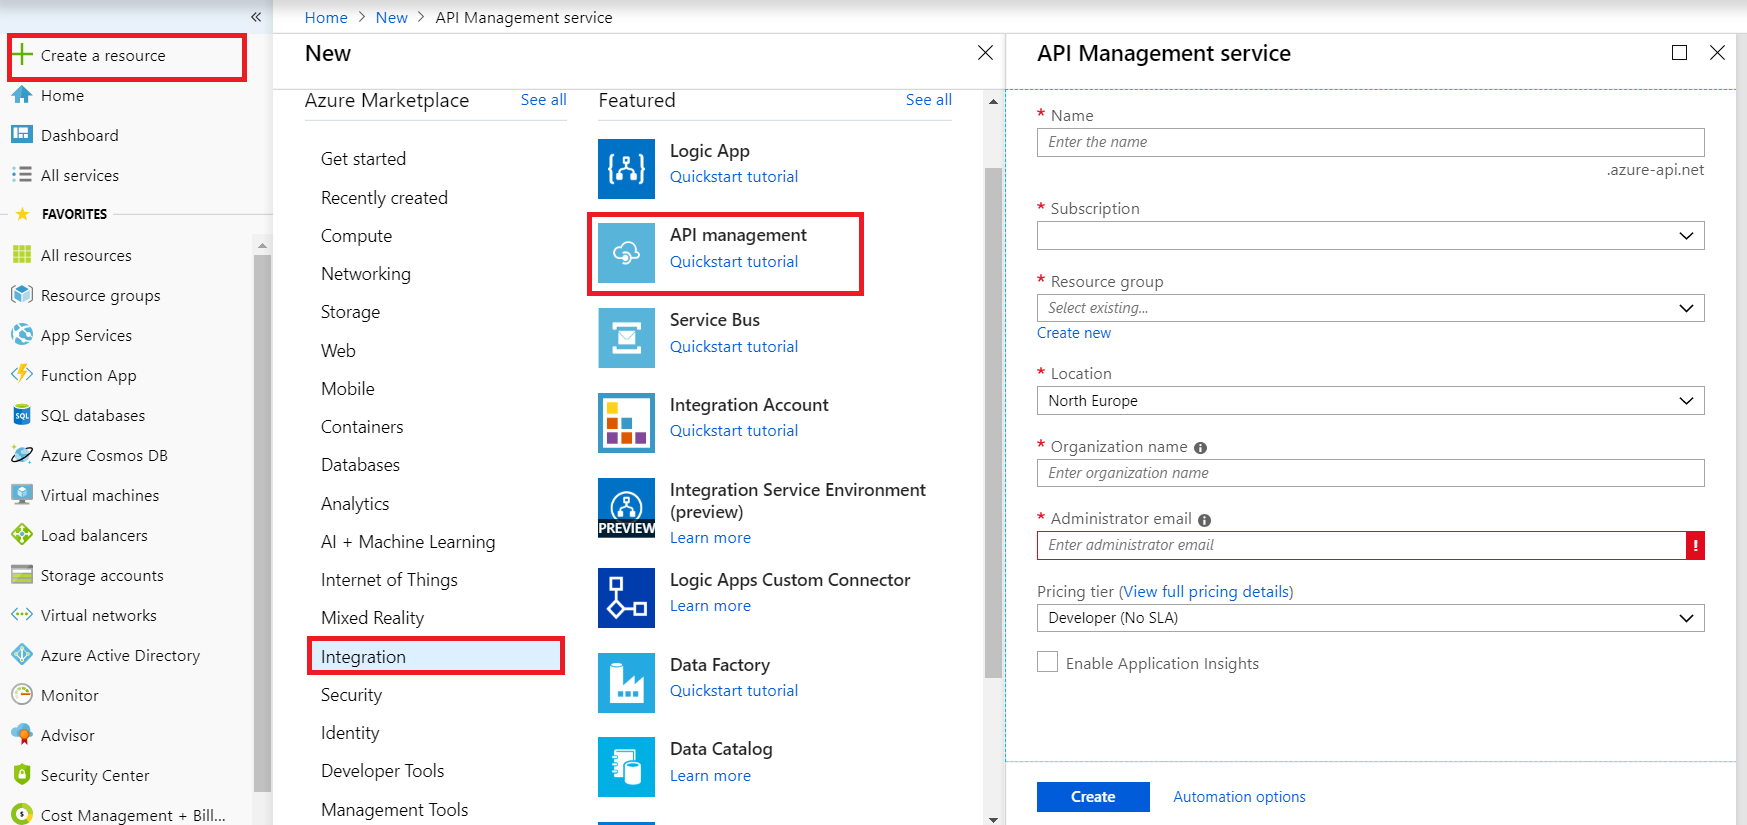 «
Create a resource
Home
Dashboard
All services
FAVORITES
All resources
Resource groups
App Services
Function App
SQL databases
Azure Cosmos DB
Virtual machines
Load balancers
Storage accounts
Virtual networks
Azure Active Directory
Monitor
Advisor
Security Center
Cost Management + Bill...
Home > New > API Management service
New
Azure Marketplace See all
Get started
Recently created
Compute
Networking
Storage
Web
Mobile
Containers
Databases
Analytics
AI + Machine Learning
Internet of Things
Mixed Reality
Integration
Security
Identity
Developer Tools
Management Tools
Featured See all
Logic App
Quickstart tutorial
API management
Quickstart tutorial
Service Bus
Quickstart tutorial
Integration Account
Quickstart tutorial
PREVIEW
Integration Service Environment
(preview)
Learn more
Logic Apps Custom Connector
Learn more
Data Factory
Quickstart tutorial
Data Catalog
Learn more
API Management service
* Name
Enter the name
.azure-api.net
* Subscription
* Resource group
Select existing...
Create new
* Location
North Europe
* Organization name
Enter organization name
* Administrator email
Enter administrator email
!
Pricing tier (View full pricing details)
Developer (No SLA)
Enable Application Insights
Create Automation options